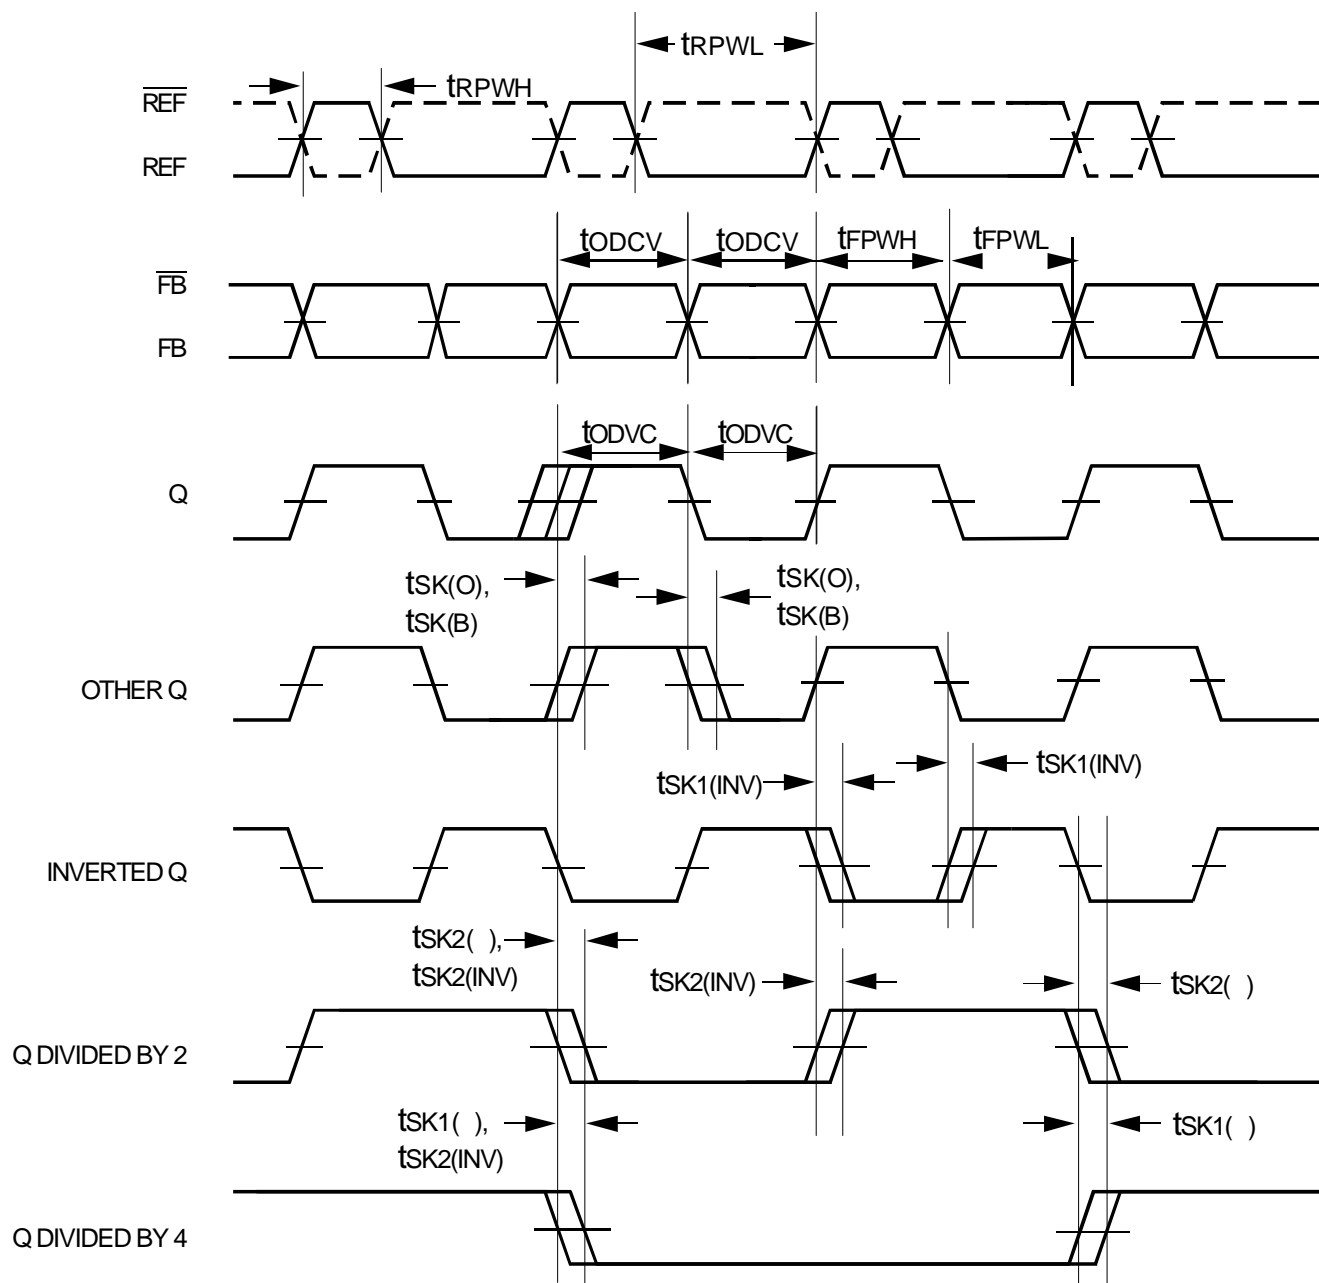 tRPWL
tRPWH
REF
REF
tODCV tODCV tFPWH tFPWL
FB
FB
tODVC tODVC
Q
tSK(O),
tSK(B)
tSK(O),
tSK(B)
OTHER Q
tSK1(INV)
tSK1(INV)
INVERTED Q
tSK2( ),
tSK2(INV)
tSK2(INV)
tSK2( )
Q DIVIDED BY 2
tSK1( ),
tSK2(INV)
tSK1( )
Q DIVIDED BY 4